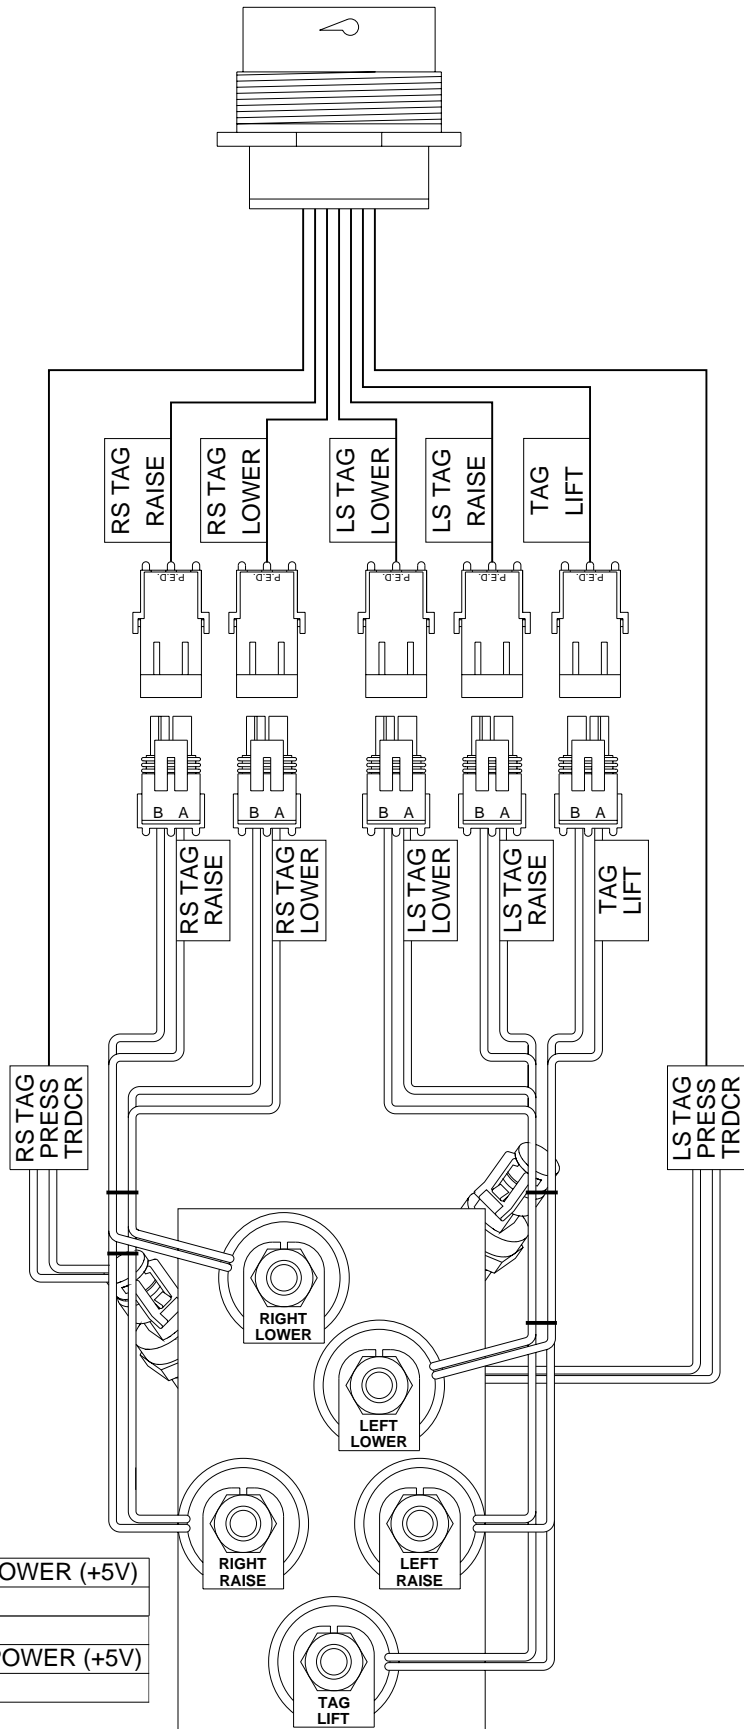 RS TAG
RAISE
RS TAG
LOWER
LS TAG
LOWER
LS TAG
RAISE
TAG
LIFT
P.E.D.
P.E.D.
P.E.D.
P.E.D.
P.E.D.
B A
B A
B A
B A
B A
RS TAG
RAISE
RS TAG
LOWER
LS TAG
LOWER
LS TAG
RAISE
TAG
LIFT
RS TAG
PRESS
TRDCR
LS TAG
PRESS
TRDCR
RIGHT
LOWER
LEFT
LOWER
RIGHT
RAISE
LEFT
RAISE
TAG
LIFT
OWER (+5V)
POWER (+5V)